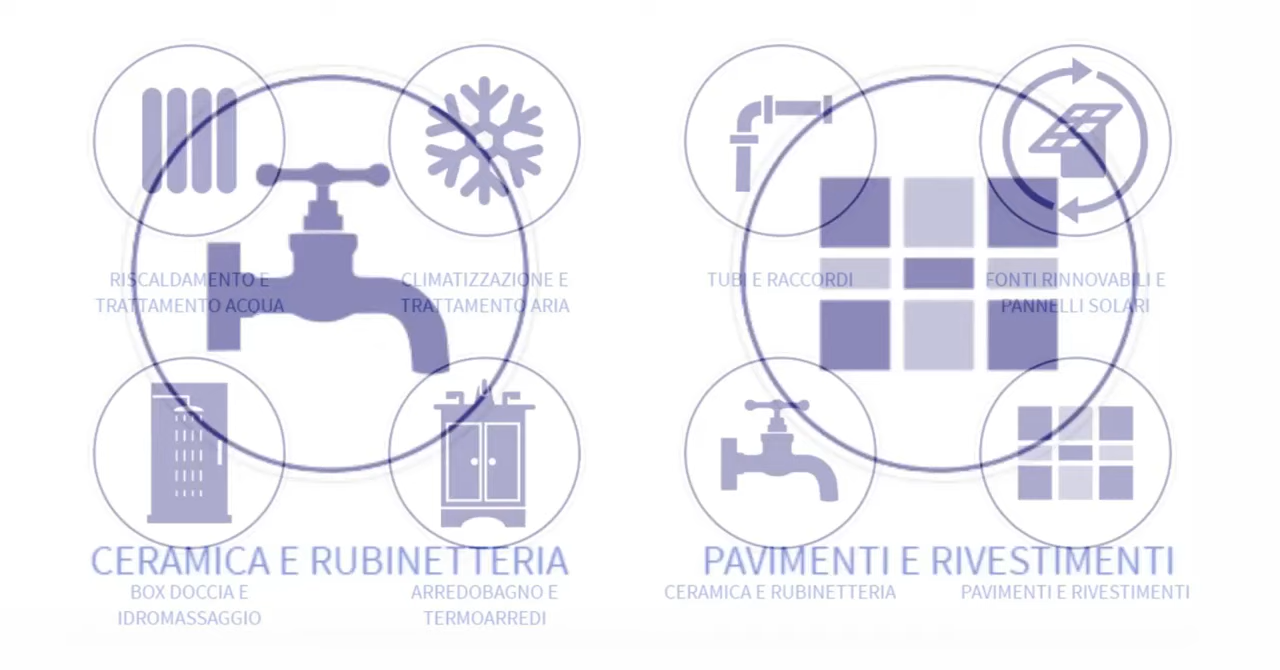 RISCALDAMENTO E
TRATTAMENTO ACQUA
CLIMATIZZAZIONE E
TRATTAMENTO ARIA
TUBI E RACCORDI
FONTI RINNOVABILI E
PANNELLI SOLARI
CERAMICA E RUBINETTERIA
PAVIMENTI E RIVESTIMENTI
BOX DOCCIA E
IDROMASSAGGIO
ARREDOBAGNO E
TERMOARREDI
CERAMICA E RUBINETTERIA
PAVIMENTI E RIVESTIMENTI